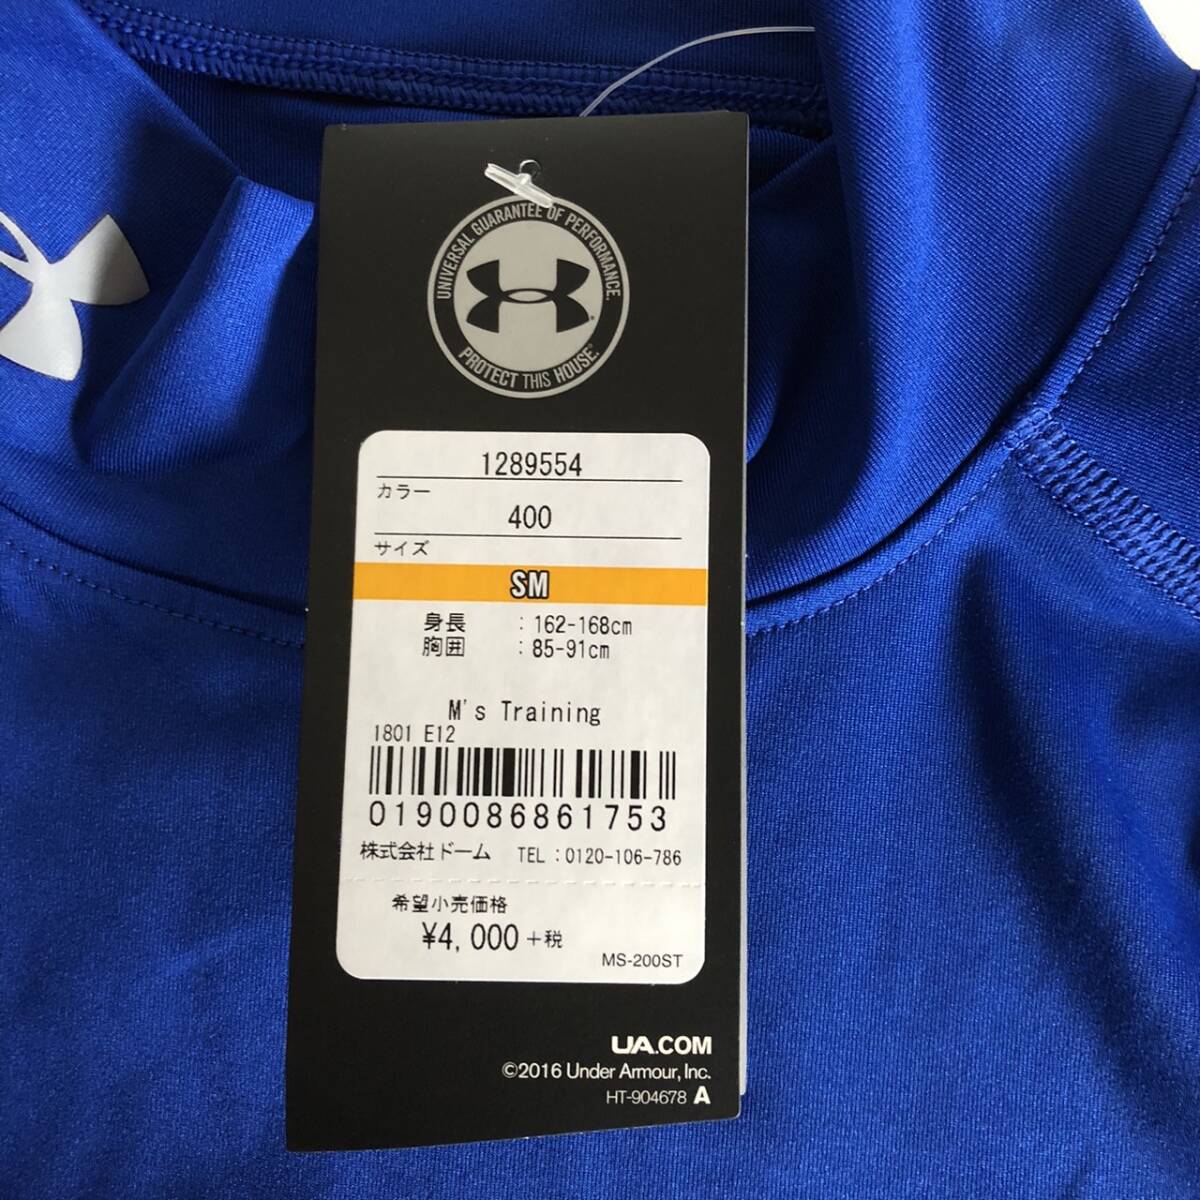 UNIVERSAL GUARANTEE OF PERFORMANCE.
PROTECT THIS HOUSE.®
1289554
カラー
400
サイズ
SM
身長 : 162-168cm
胸囲 : 85-91cm
M's Training
1801 E12
0190086861753
株式会社ドーム TEL : 0120-106-786
希望小売価格
¥4,000 +税
MS-200ST
UA.COM
©2016 Under Armour, Inc.
HT-904678 A